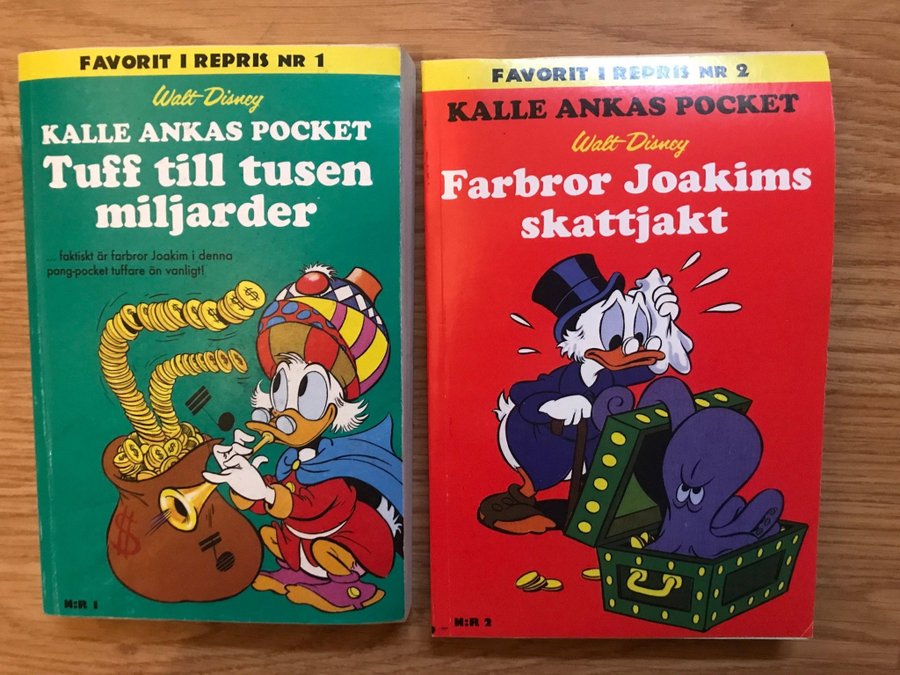 FAVORIT I REPRIS NR 1
Walt Disney
KALLE ANKAS POCKET
Tuff till tusen
miljarder
... faktiskt är farbror Joakim i denna
pang-pocket tuffare än vanligt!
$
$
N:R 1
FAVORIT I REPRIS NR 2
KALLE ANKAS POCKET
Walt Disney
Farbror Joakims
skattjakt
N:R 2